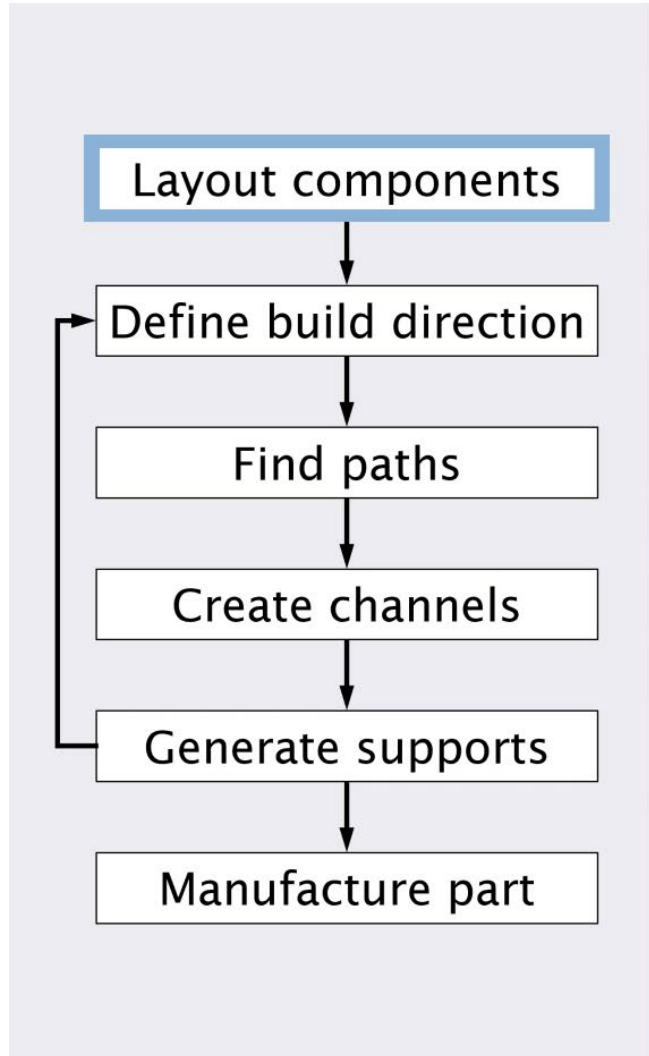 Layout components
Define build direction
Find paths
Create channels
Generate supports
Manufacture part